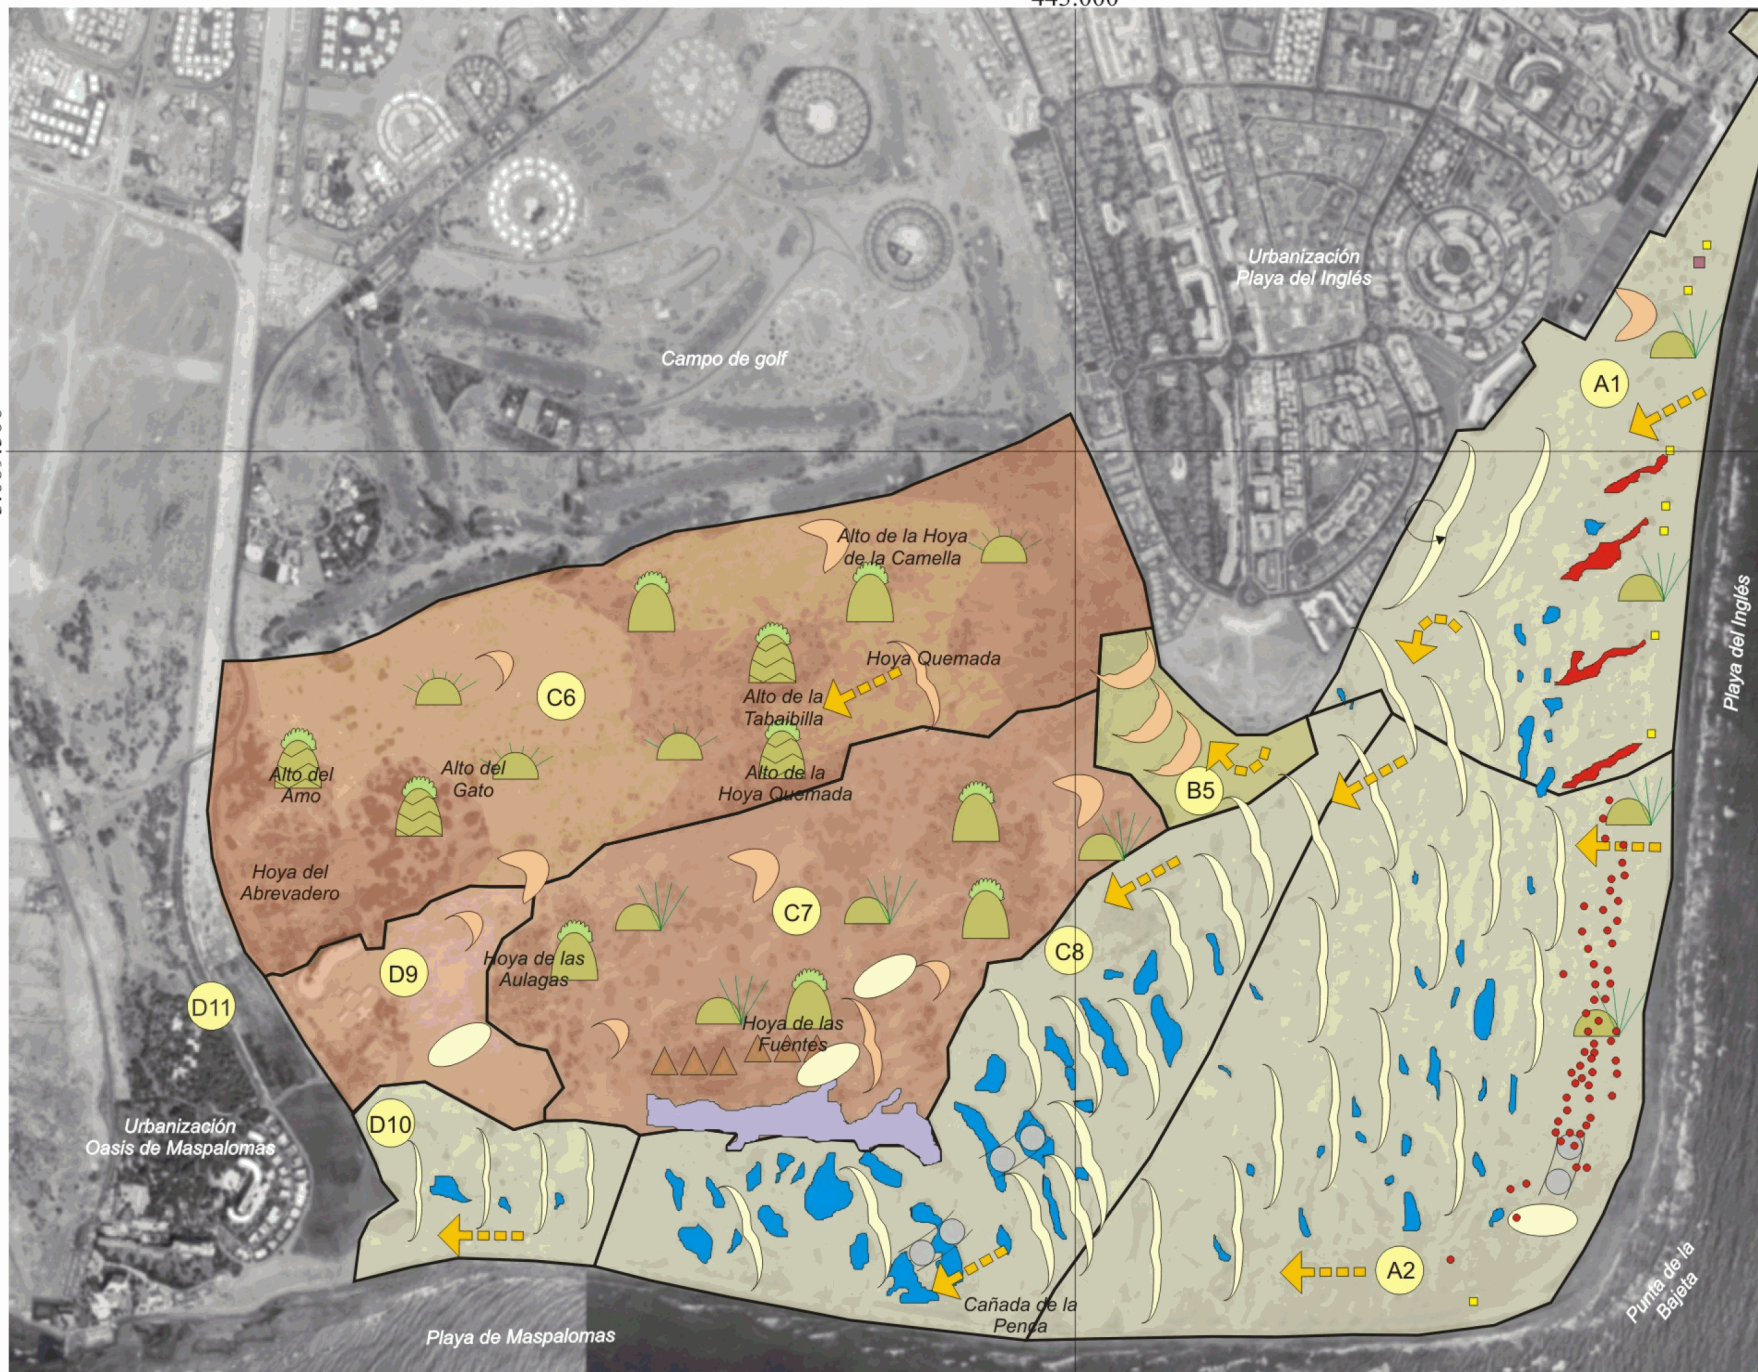 445.000
Urbanización
Playa del Inglés
Campo de golf
A1
Alto de la Hoya
de la Camella
Playa del Inglés
Hoya Quemada
C6
Alto de la
Tabaibilla
Alto del
Amo
Alto del
Gato
Alto de la
Hoya Quemada
B5
Hoya del
Abrevadero
C7
C8
D9
Hoya de las
Aulagas
D11
Hoya de las
Fuentes
D10
Urbanización
Oasis de Maspalomas
A2
Punta de la
Bajeta
Cañada de la
Penca
Playa de Maspalomas